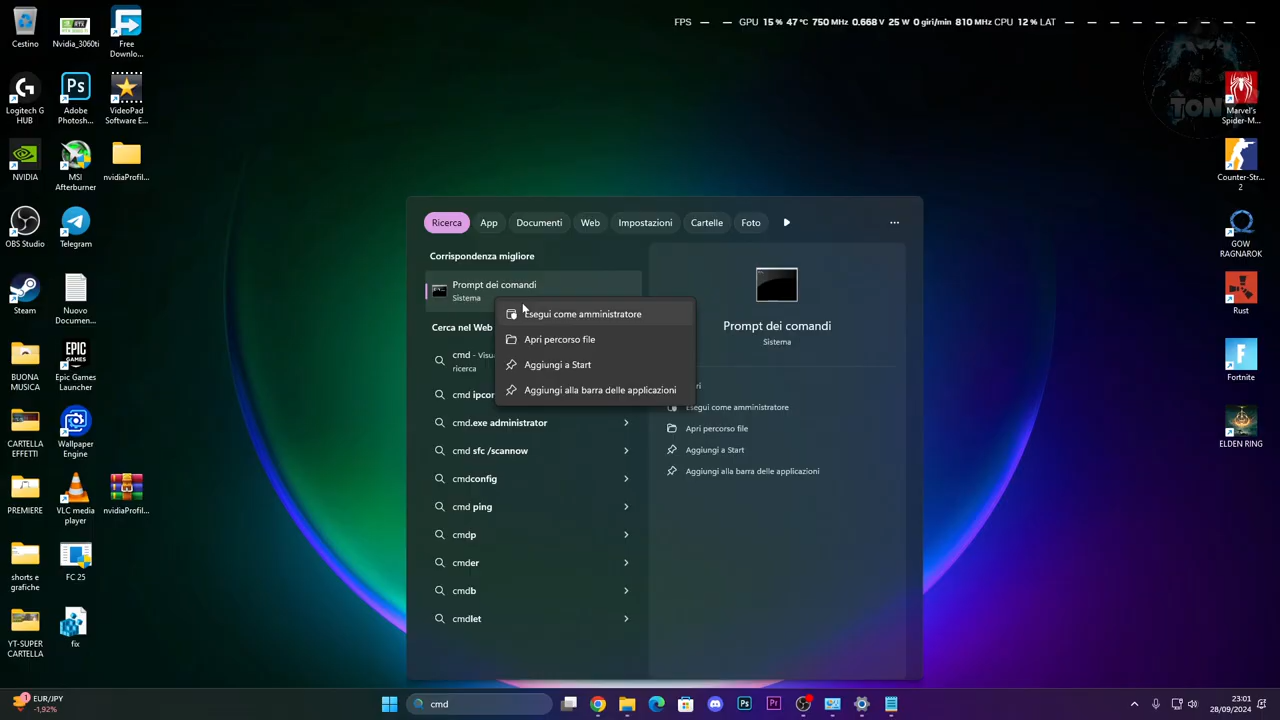 FPS — — GPU 15 % 47 °C 750 MHz 0.668 V 25 W 0 giri/min 810 MHz CPU 12 % LAT — — — — — — — — —
Cestino
Nvidia_3060ti
Free
Downlo...
Logitech G
HUB
Adobe
Photosh...
VideoPad
Software E...
NVIDIA
MSI
Afterburner
nvidiaProfil...
OBS Studio
Telegram
Steam
Nuovo
Documen...
BUONA
MUSICA
Epic Games
Launcher
CARTELLA
EFFETTI
Wallpaper
Engine
PREMIERE
VLC media
player
nvidiaProfil...
shorts e
grafiche
FC 25
YT-SUPER
CARTELLA
fix
Ricerca
App
Documenti
Web
Impostazioni
Cartelle
Foto
Corrispondenza migliore
Prompt dei comandi
Sistema
Cerca nel Web
cmd - Visu
ricerca
cmd ipcon
cmd.exe administrator
cmd sfc /scannow
cmdconfig
cmd ping
cmdp
cmder
cmdb
cmdlet
Esegui come amministratore
Apri percorso file
Aggiungi a Start
Aggiungi alla barra delle applicazioni
Prompt dei comandi
Sistema
ri
Esegui come amministratore
Apri percorso file
Aggiungi a Start
Aggiungi alla barra delle applicazioni
TON
Marvel's
Spider-M...
Counter-Str...
2
GOW
RAGNAROK
Rust
Fortnite
ELDEN RING
1
EUR/JPY
-1,92%
cmd
23:01
28/09/2024